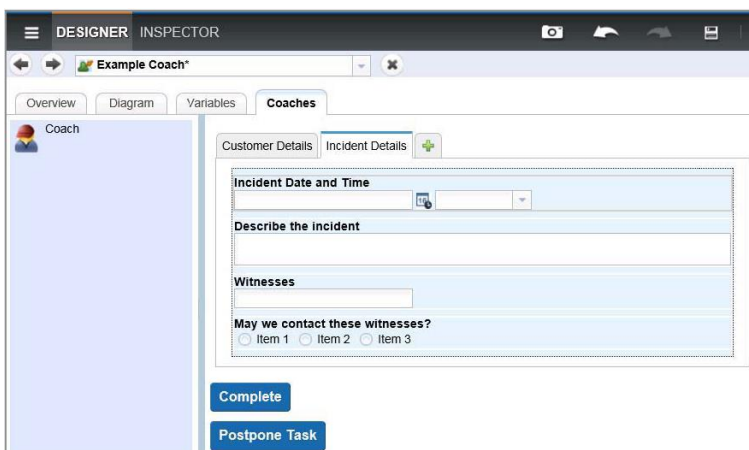 DESIGNER INSPECTOR
Example Coach*
Overview Diagram Variables Coaches
Coach
Customer Details Incident Details
Incident Date and Time
Describe the incident
Witnesses
May we contact these witnesses?
Item 1 Item 2 Item 3
Complete
Postpone Task